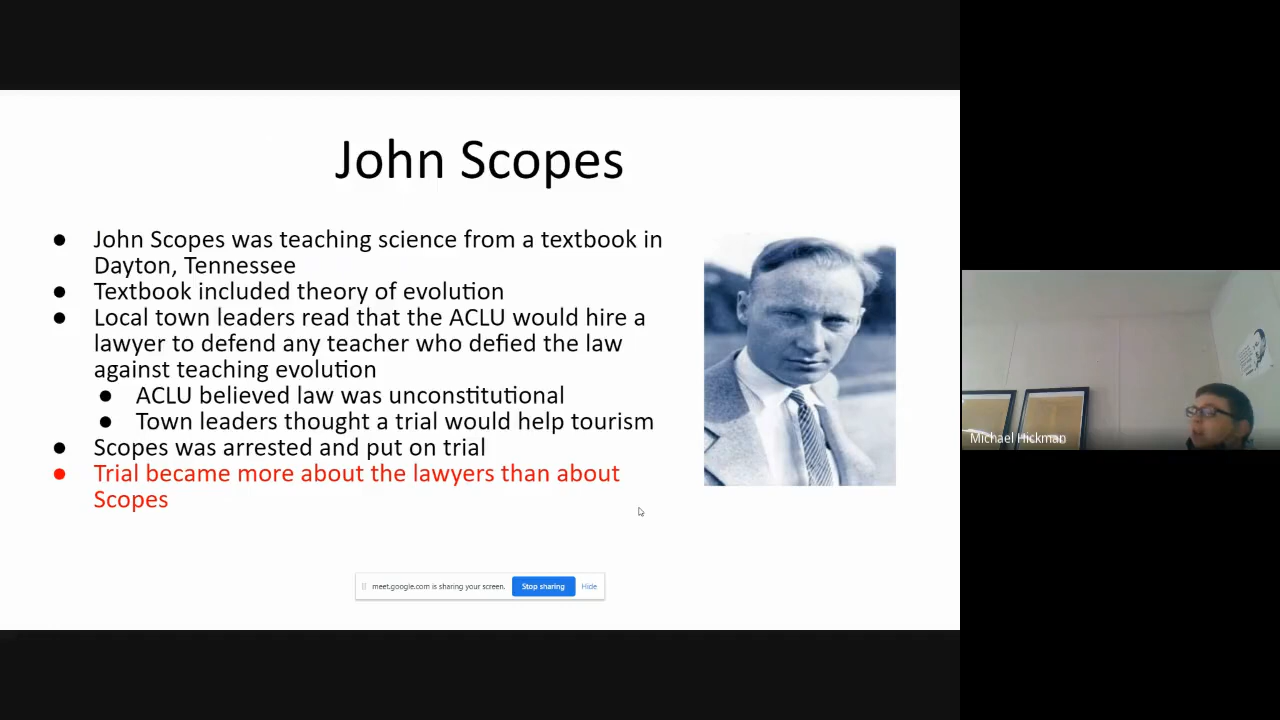 John Scopes
● John Scopes was teaching science from a textbook in
Dayton, Tennessee
● Textbook included theory of evolution
● Local town leaders read that the ACLU would hire a
lawyer to defend any teacher who defied the law
against teaching evolution
● ACLU believed law was unconstitutional
● Town leaders thought a trial would help tourism
● Scopes was arrested and put on trial
● Trial became more about the lawyers than about
Scopes
meet.google.com is sharing your screen. Stop sharing Hide
Michael Hickman